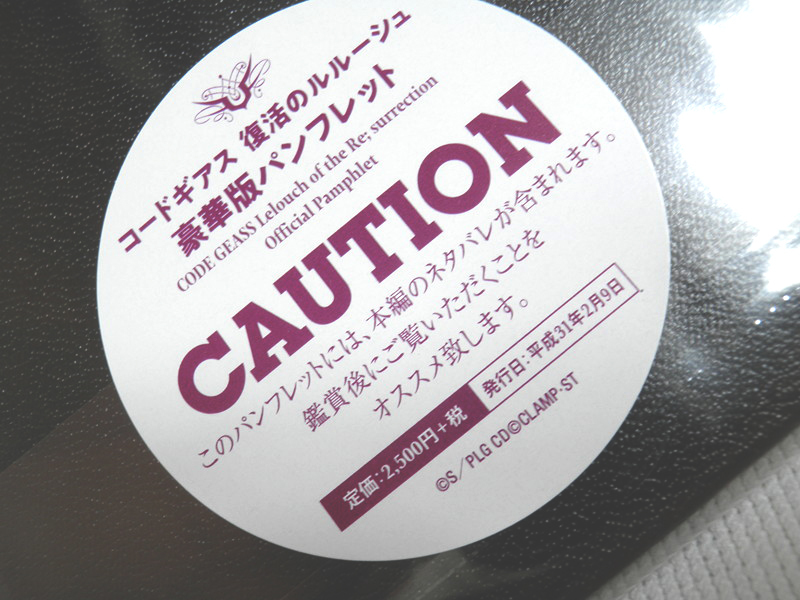 コードギアス 復活のルルーシュ
豪華版パンフレット
CODE GEASS Lelouch of the Re; surrection
Official Pamphlet
CAUTION
このパンフレットには、本編のネタバレが含まれます。
鑑賞後にご覧いただくことを
オススメ致します。
定価：2,500円+税 発行日：平成31年2月9日
©S／PLG CD©CLAMP・ST